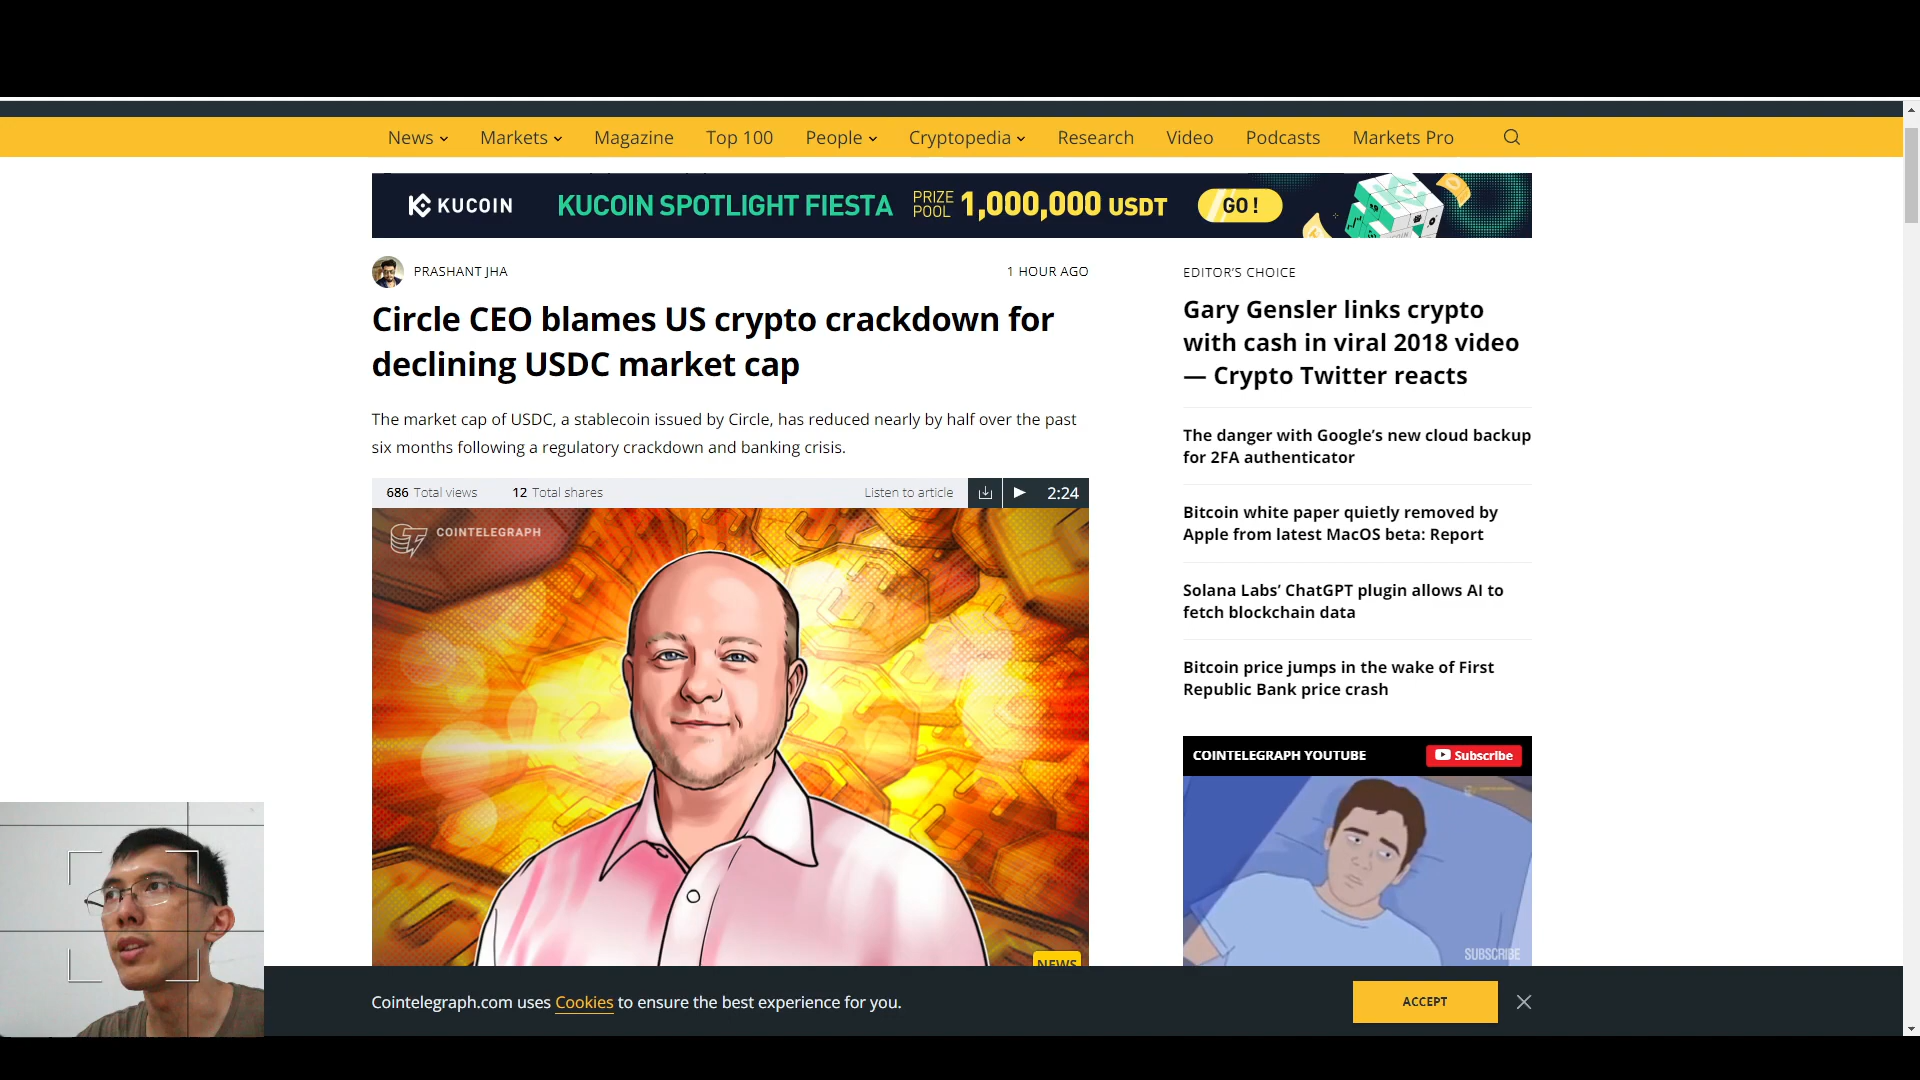 News Markets Magazine Top 100 People Cryptopedia Research Video Podcasts Markets Pro
KUCOIN KUCOIN SPOTLIGHT FIESTA PRIZE POOL 1,000,000 USDT GO !
PRASHANT JHA 1 HOUR AGO
Circle CEO blames US crypto crackdown for
declining USDC market cap
The market cap of USDC, a stablecoin issued by Circle, has reduced nearly by half over the past
six months following a regulatory crackdown and banking crisis.
686 Total views 12 Total shares Listen to article 2:24
COINTELEGRAPH
NEWS
EDITOR'S CHOICE
Gary Gensler links crypto
with cash in viral 2018 video
— Crypto Twitter reacts
The danger with Google's new cloud backup
for 2FA authenticator
Bitcoin white paper quietly removed by
Apple from latest MacOS beta: Report
Solana Labs' ChatGPT plugin allows AI to
fetch blockchain data
Bitcoin price jumps in the wake of First
Republic Bank price crash
COINTELEGRAPH YOUTUBE Subscribe
SUBSCRIBE
Cointelegraph.com uses Cookies to ensure the best experience for you.
ACCEPT